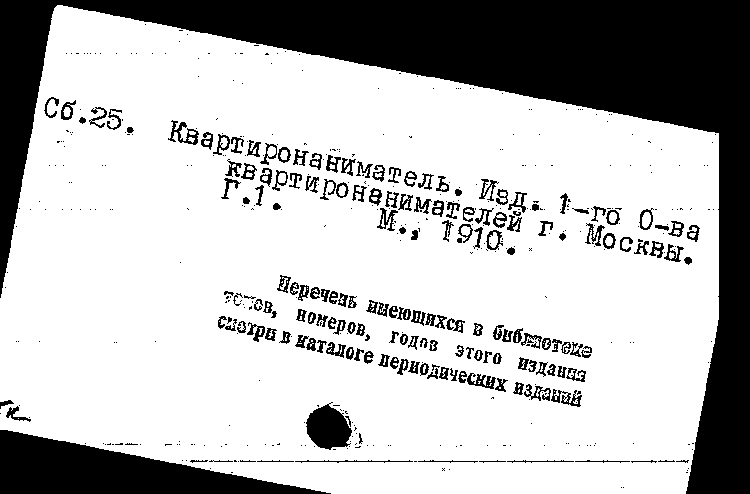 Сб.25. Квартиронаниматель. Изд. 1-го О-ва
квартиронанимателей г. Москвы.
Г.1. М., 1910.
Перечень имеющихся в библиотеке
томов, номеров, годов этого издания
смотри в каталоге периодических изданий